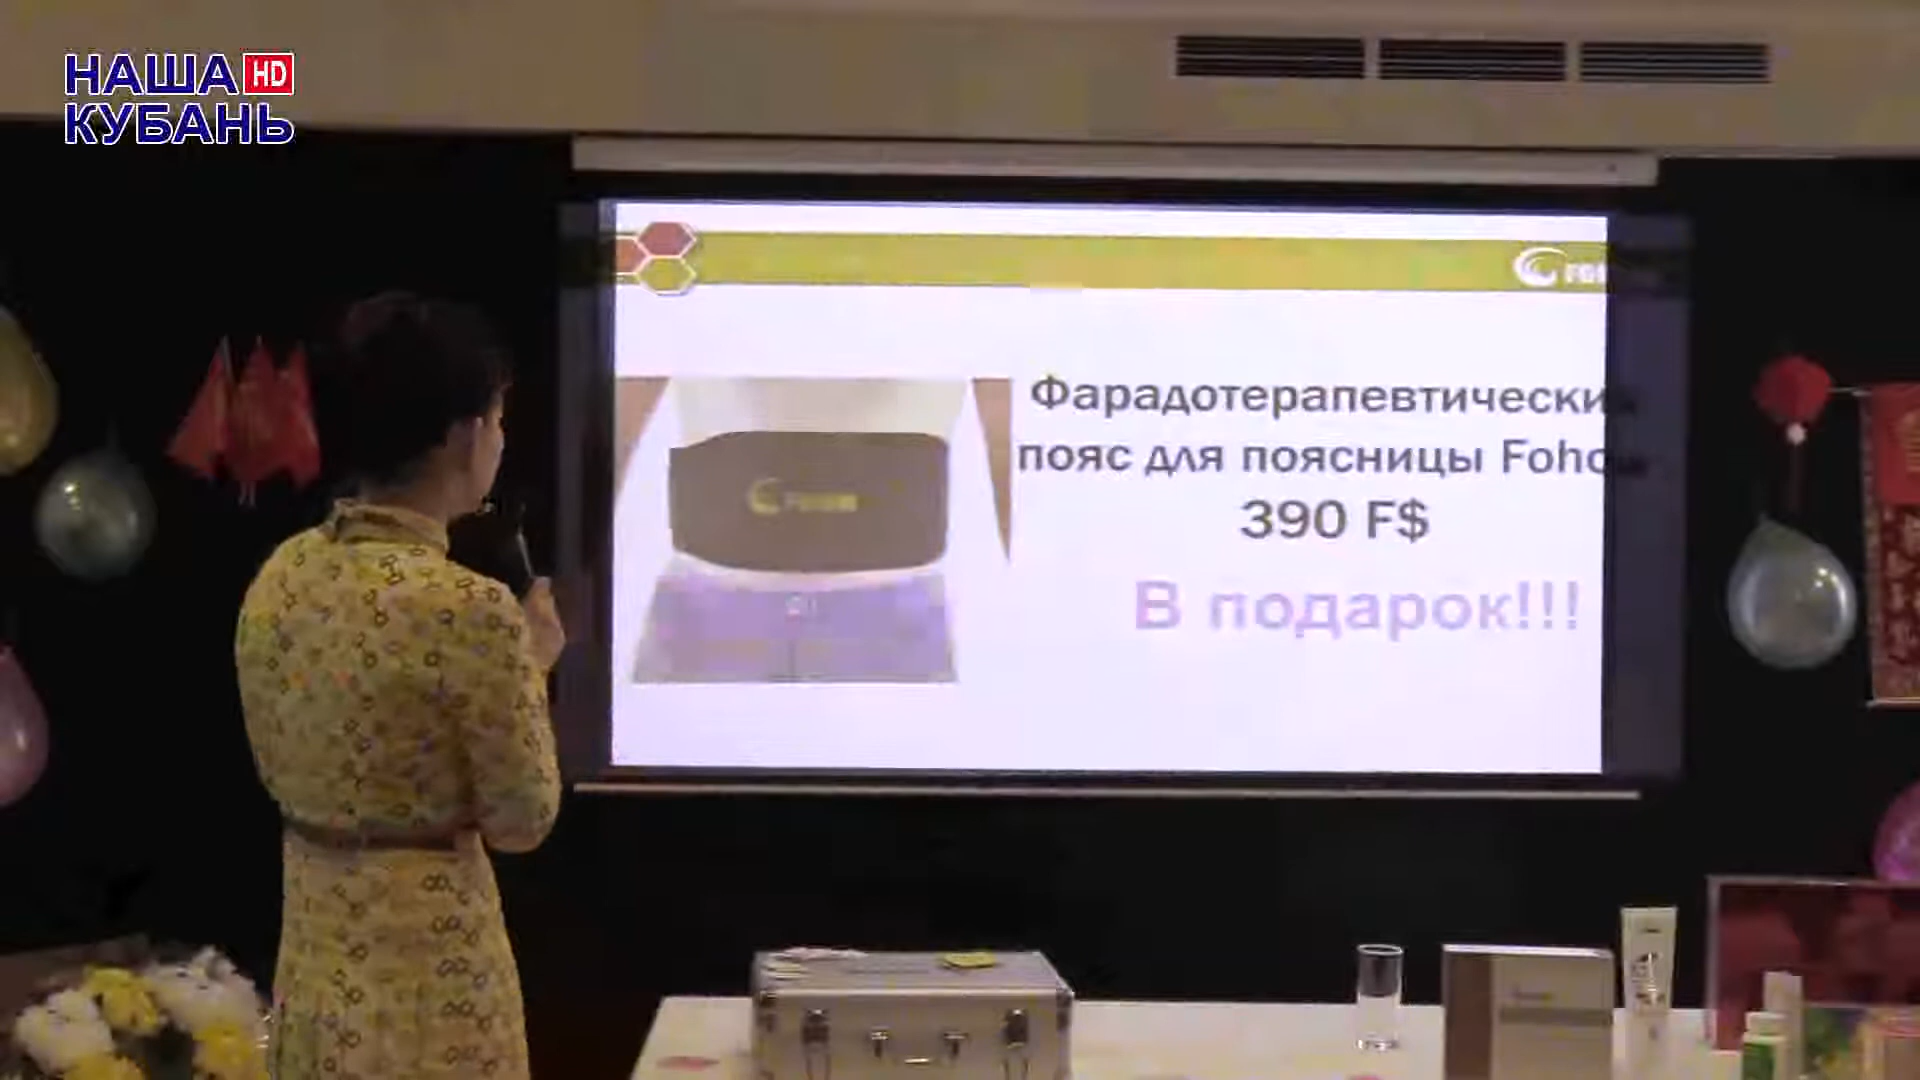 НАША HD
КУБАНЬ
Фарадотерапевтически
пояс для поясницы Foho
390 F$
В подарок!!!